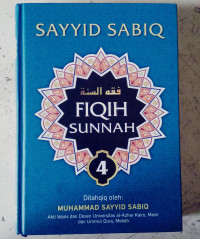 SAYYID SABIQ
فقه السنة
FIQIH
SUNNAH
4
Ditahqiq oleh:
MUHAMMAD SAYYID SABIQ
Ahli Waris dan Dosen Universitas al-Azhar Kairo, Mesir
dan Ummul Qura, Mekah